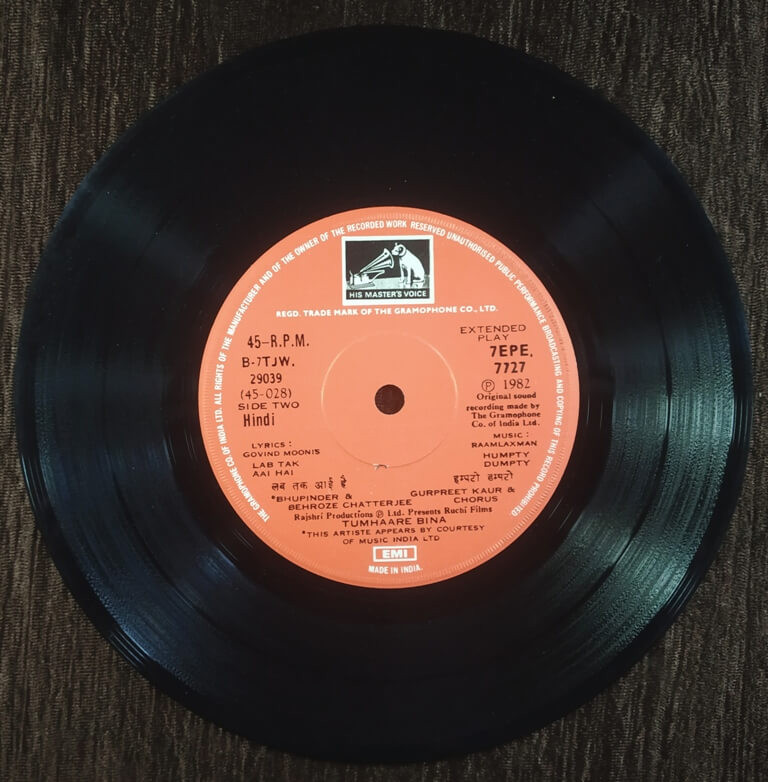 THE GRAMOPHONE CO. OF INDIA LTD. ALL RIGHTS OF THE MANUFACTURER AND OF THE OWNER OF THE RECORDED WORK RESERVED UNAUTHORISED PUBLIC PERFORMANCE BROADCASTING AND COPYING OF THIS RECORD PROHIBITED
HIS MASTER'S VOICE
REGD. TRADE MARK OF THE GRAMOPHONE CO., LTD.
45-R.P.M.
B-7TJW.
29039
(45-028)
SIDE TWO
Hindi
EXTENDED
PLAY
7EPE.
7727
Ⓟ 1982
Original sound
recording made by
The Gramophone
Co. of India Ltd.
LYRICS :
GOVIND MOONIS
LAB TAK
AAI HAI
लब तक आई है
*BHUPINDER &
BEHROZE CHATTERJEE
MUSIC :
RAAMLAXMAN
HUMPTY
DUMPTY
हम्पटी डम्पटी
GURPREET KAUR &
CHORUS
Rajshri Productions Ⓟ Ltd. Presents Ruchi Films
TUMHAARE BINA
*THIS ARTISTE APPEARS BY COURTESY
OF MUSIC INDIA LTD
EMI
MADE IN INDIA.